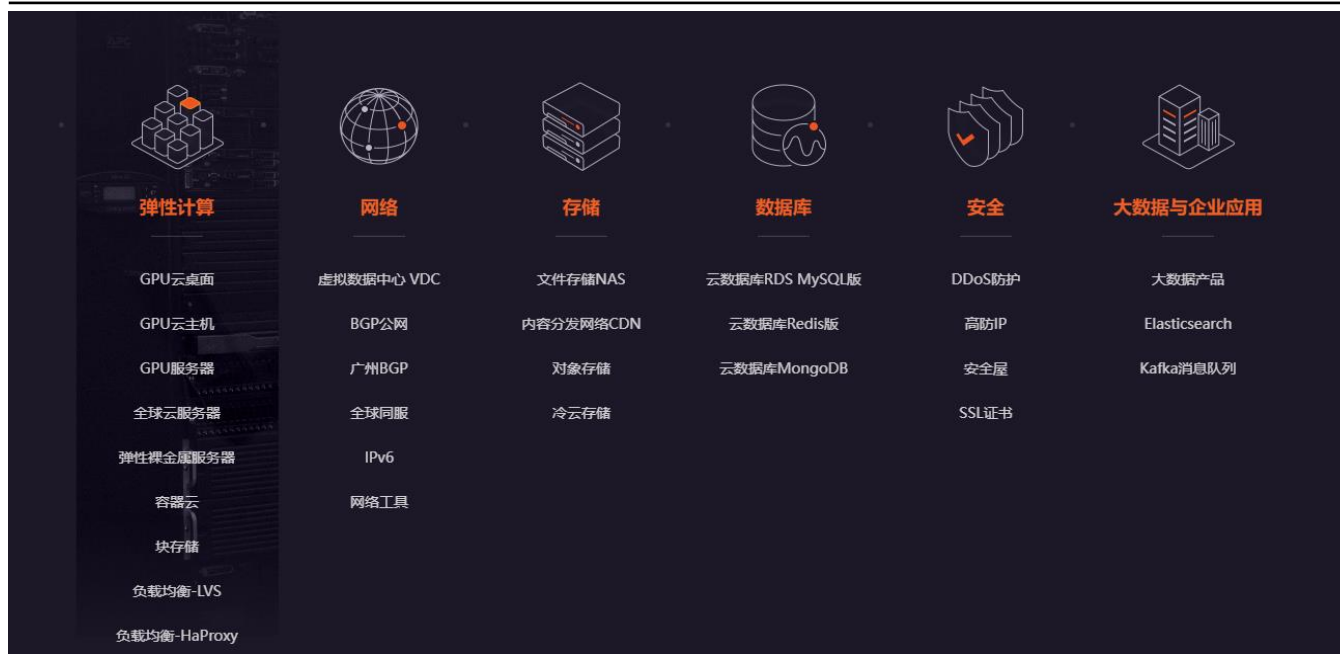 弹性计算
GPU云桌面
GPU云主机
GPU服务器
全球云服务器
弹性裸金属服务器
容器云
块存储
负载均衡-LVS
负载均衡-HaProxy
网络
虚拟数据中心 VDC
BGP公网
广州BGP
全球同服
IPv6
网络工具
存储
文件存储NAS
内容分发网络CDN
对象存储
冷云存储
数据库
云数据库RDS MySQL版
云数据库Redis版
云数据库MongoDB
安全
DDoS防护
高防IP
安全屋
SSL证书
大数据与企业应用
大数据产品
Elasticsearch
Kafka消息队列